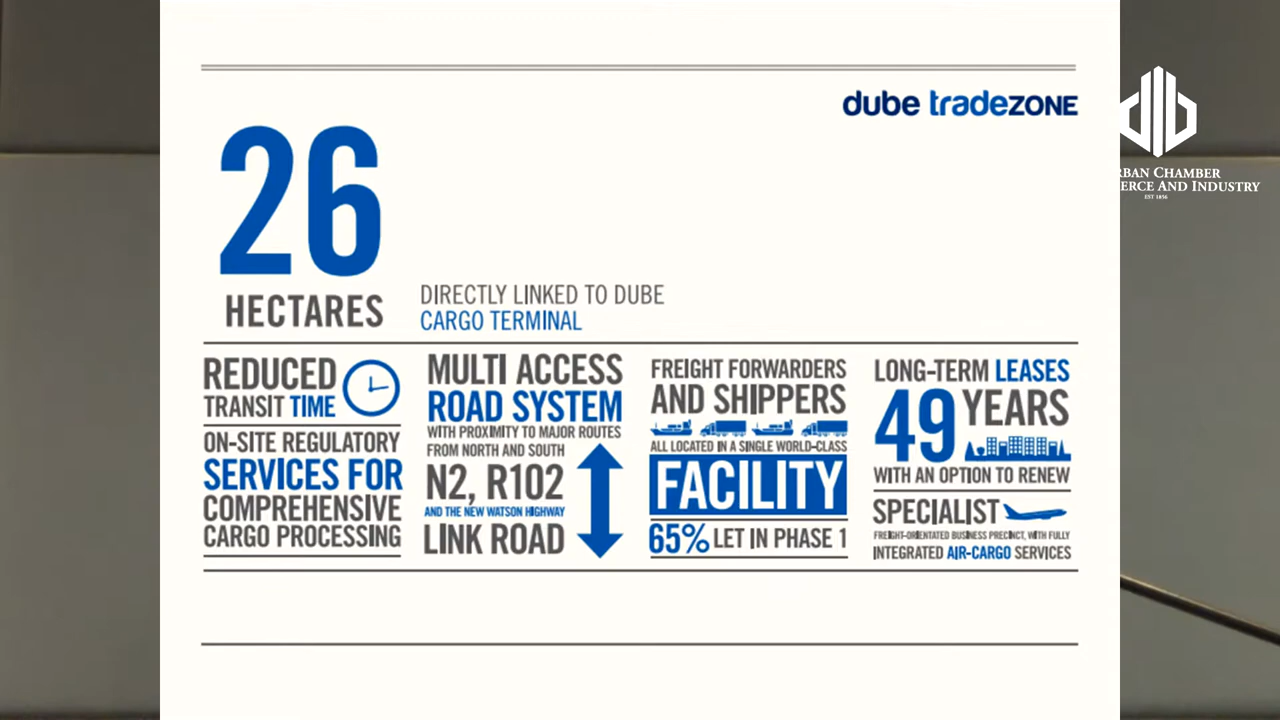 dube tradeZONE
26
HECTARES
DIRECTLY LINKED TO DUBE
CARGO TERMINAL
REDUCED
TRANSIT TIME
ON-SITE REGULATORY
SERVICES FOR
COMPREHENSIVE
CARGO PROCESSING
MULTI ACCESS
ROAD SYSTEM
WITH PROXIMITY TO MAJOR ROUTES
FROM NORTH AND SOUTH
N2, R102
AND THE NEW WATSON HIGHWAY
LINK ROAD
FREIGHT FORWARDERS
AND SHIPPERS
ALL LOCATED IN A SINGLE WORLD-CLASS
FACILITY
65% LET IN PHASE 1
LONG-TERM LEASES
49 YEARS
WITH AN OPTION TO RENEW
SPECIALIST
FREIGHT-ORIENTATED BUSINESS PRECINCT, WITH FULLY
INTEGRATED AIR-CARGO SERVICES
RBAN CHAMBER
ERCE AND INDUSTRY
EST 1856